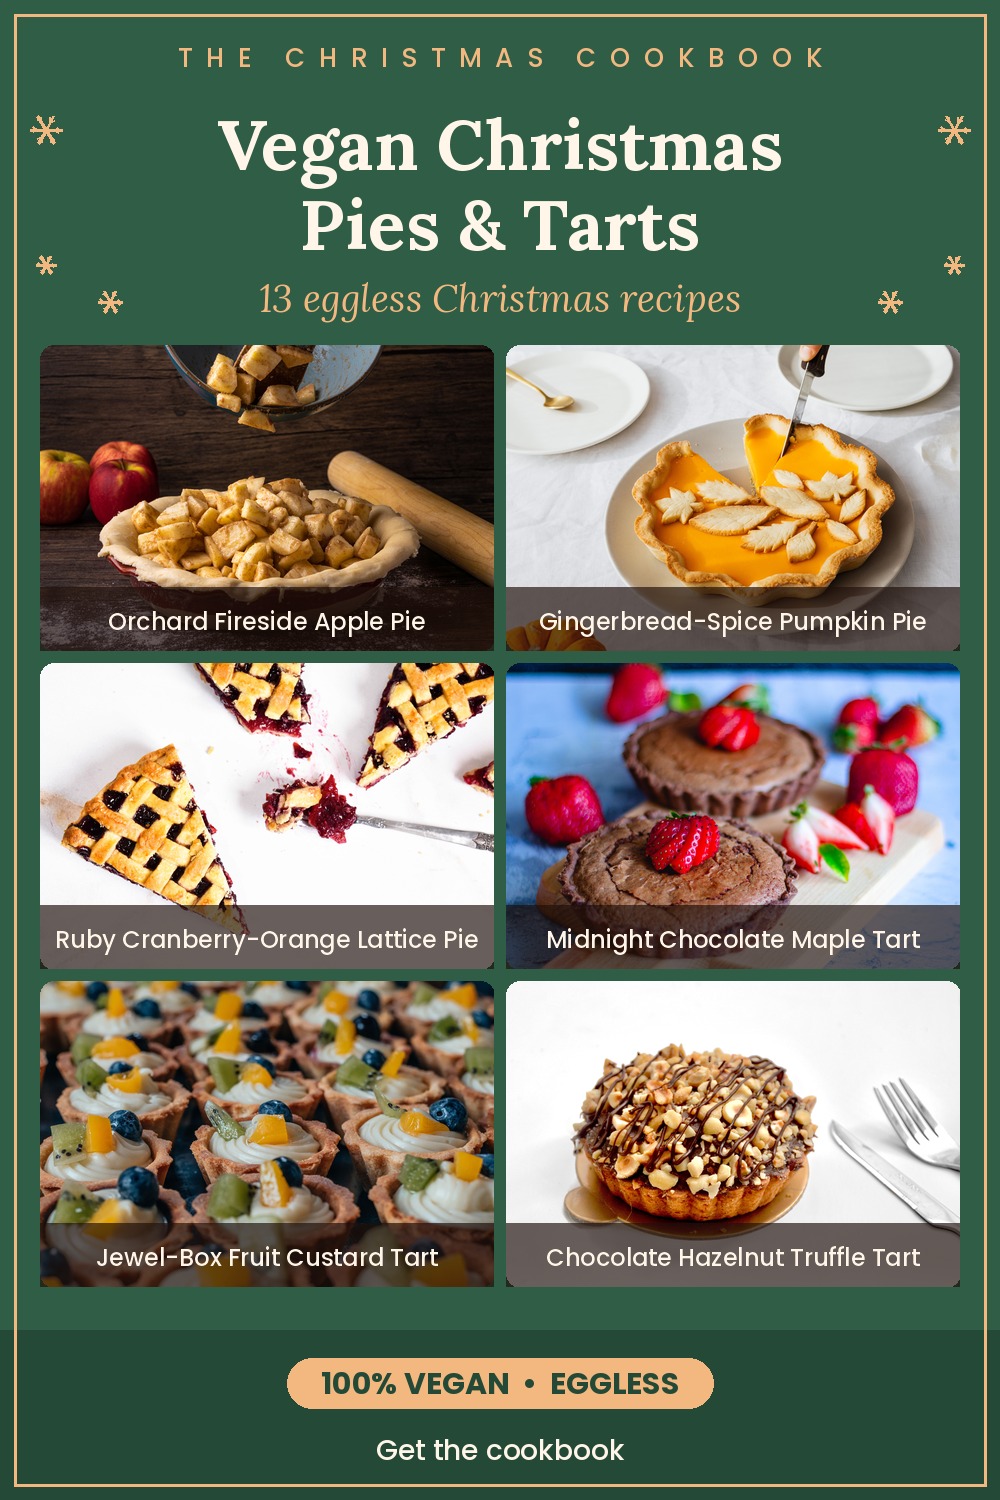 THE CHRISTMAS COOKBOOK
Vegan Christmas
Pies & Tarts
13 eggless Christmas recipes
Orchard Fireside Apple Pie
Gingerbread-Spice Pumpkin Pie
Ruby Cranberry-Orange Lattice Pie
Midnight Chocolate Maple Tart
Jewel-Box Fruit Custard Tart
Chocolate Hazelnut Truffle Tart
100% VEGAN • EGGLESS
Get the cookbook